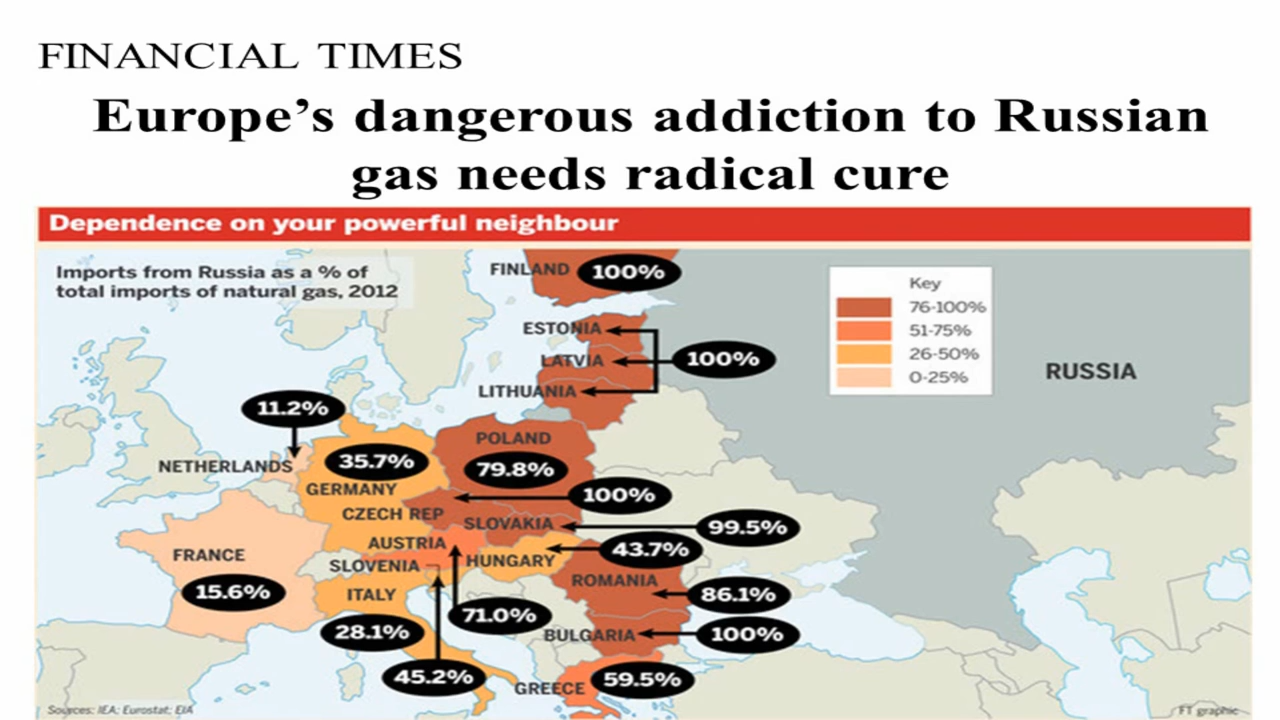 FINANCIAL TIMES
Europe’s dangerous addiction to Russian
gas needs radical cure
Dependence on your powerful neighbour
Imports from Russia as a % of
total imports of natural gas, 2012
FINLAND 100%
Key
76-100%
51-75%
26-50%
0-25%
ESTONIA
LATVIA 100%
LITHUANIA
RUSSIA
11.2%
NETHERLANDS
POLAND
79.8%
35.7%
GERMANY
100%
CZECH REP
SLOVAKIA 99.5%
AUSTRIA
43.7%
HUNGARY
FRANCE
15.6%
SLOVENIA
ROMANIA
86.1%
ITALY
28.1%
71.0%
BULGARIA 100%
45.2%
GREECE 59.5%
Sources: IEA; Eurostat; EIA
FT graphic